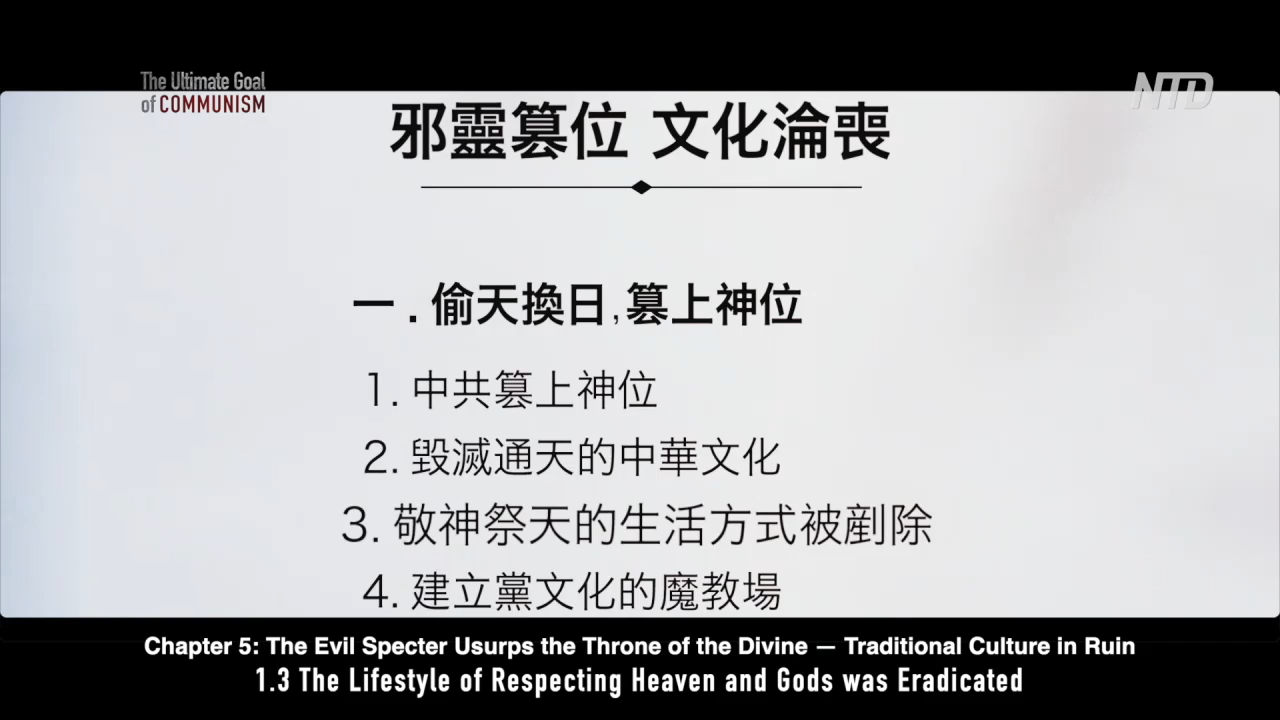 The Ultimate Goal
of COMMUNISM
NTD
邪靈篡位 文化淪喪
一．偷天換日，篡上神位
1. 中共篡上神位
2. 毀滅通天的中華文化
3. 敬神祭天的生活方式被剷除
4. 建立黨文化的魔教場
Chapter 5: The Evil Specter Usurps the Throne of the Divine — Traditional Culture in Ruin
1.3 The Lifestyle of Respecting Heaven and Gods was Eradicated